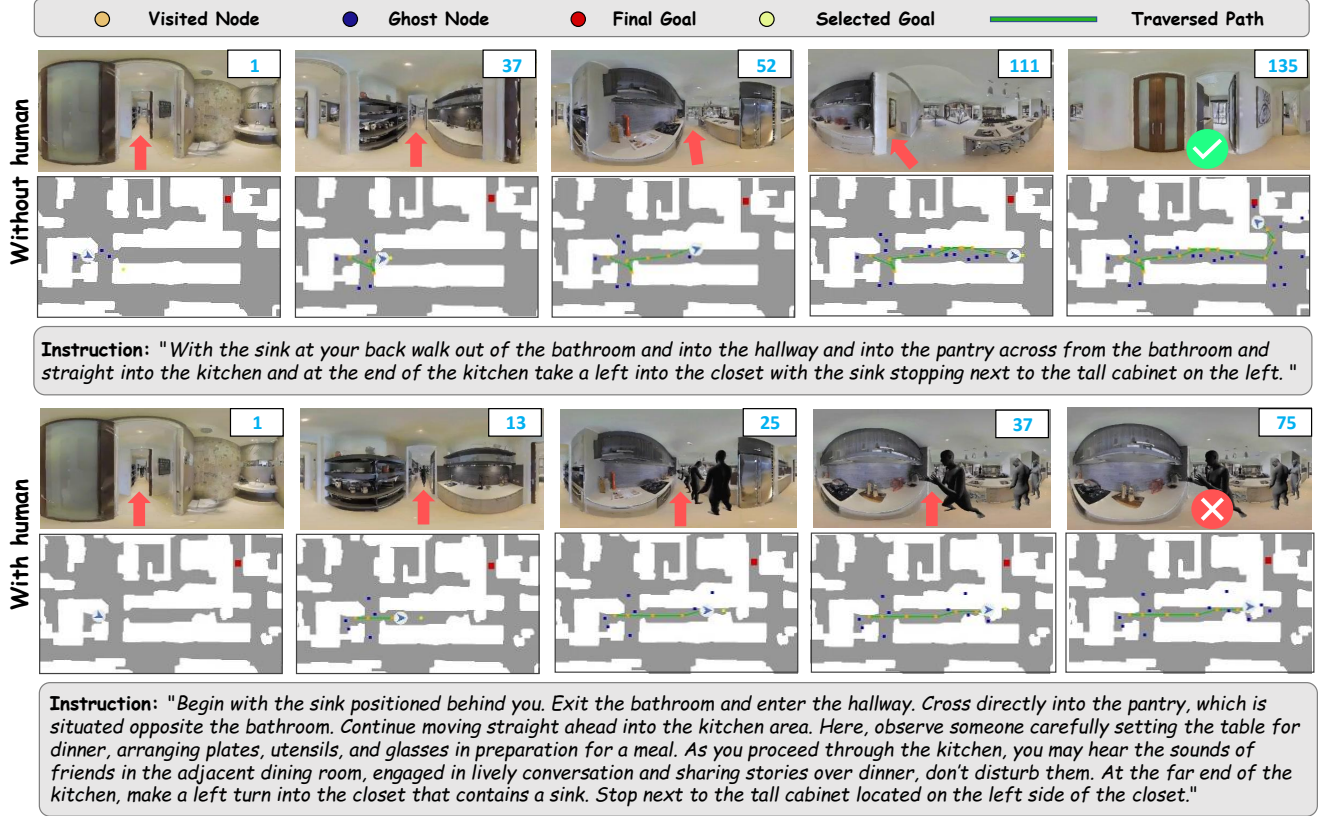 Visited Node Ghost Node Final Goal Selected Goal Traversed Path
Without human
1 37 52 111 135
Instruction: "With the sink at your back walk out of the bathroom and into the hallway and into the pantry across from the bathroom and
straight into the kitchen and at the end of the kitchen take a left into the closet with the sink stopping next to the tall cabinet on the left. "
With human
1 13 25 37 75
Instruction: "Begin with the sink positioned behind you. Exit the bathroom and enter the hallway. Cross directly into the pantry, which is
situated opposite the bathroom. Continue moving straight ahead into the kitchen area. Here, observe someone carefully setting the table for
dinner, arranging plates, utensils, and glasses in preparation for a meal. As you proceed through the kitchen, you may hear the sounds of
friends in the adjacent dining room, engaged in lively conversation and sharing stories over dinner, don't disturb them. At the far end of the
kitchen, make a left turn into the closet that contains a sink. Stop next to the tall cabinet located on the left side of the closet."